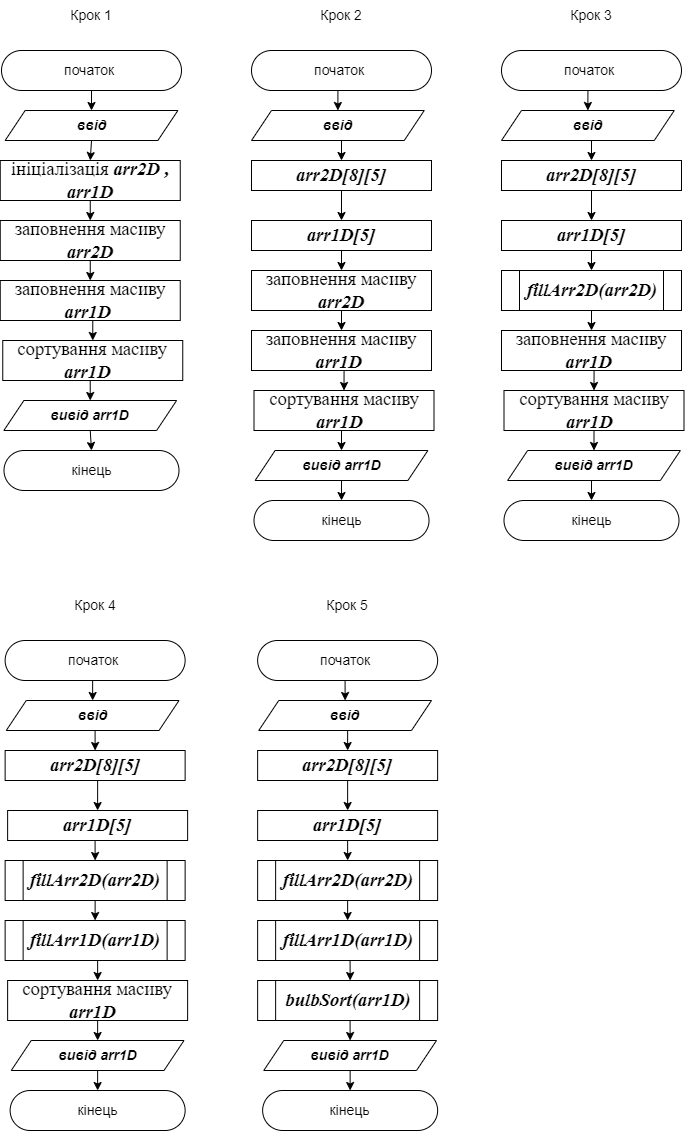 Крок 1
початок
ввід
ініціалізація arr2D ,
arr1D
заповнення масиву
arr2D
заповнення масиву
arr1D
сортування масиву
arr1D
вивід arr1D
кінець
Крок 2
початок
ввід
arr2D[8][5]
arr1D[5]
заповнення масиву
arr2D
заповнення масиву
arr1D
сортування масиву
arr1D
вивід arr1D
кінець
Крок 3
початок
ввід
arr2D[8][5]
arr1D[5]
fillArr2D(arr2D)
заповнення масиву
arr1D
сортування масиву
arr1D
вивід arr1D
кінець
Крок 4
початок
ввід
arr2D[8][5]
arr1D[5]
fillArr2D(arr2D)
fillArr1D(arr1D)
сортування масиву
arr1D
вивід arr1D
кінець
Крок 5
початок
ввід
arr2D[8][5]
arr1D[5]
fillArr2D(arr2D)
fillArr1D(arr1D)
bulbSort(arr1D)
вивід arr1D
кінець